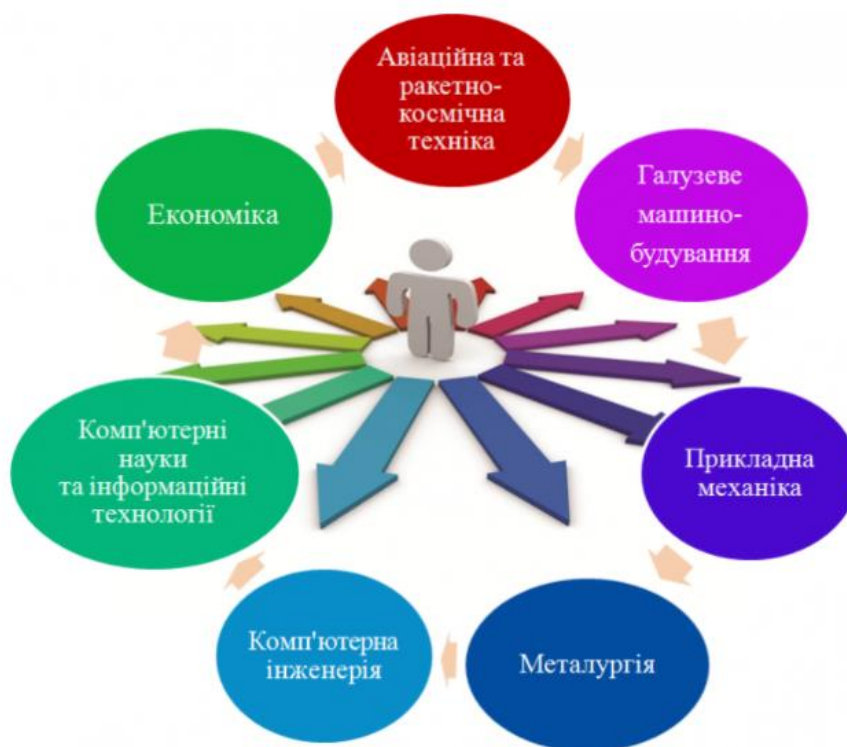 Авіаційна та
ракетно-
космічна
техніка
Галузеве
машино-
будування
Прикладна
механіка
Металургія
Комп'ютерна
інженерія
Комп'ютерні
науки
та інформаційні
технології
Економіка